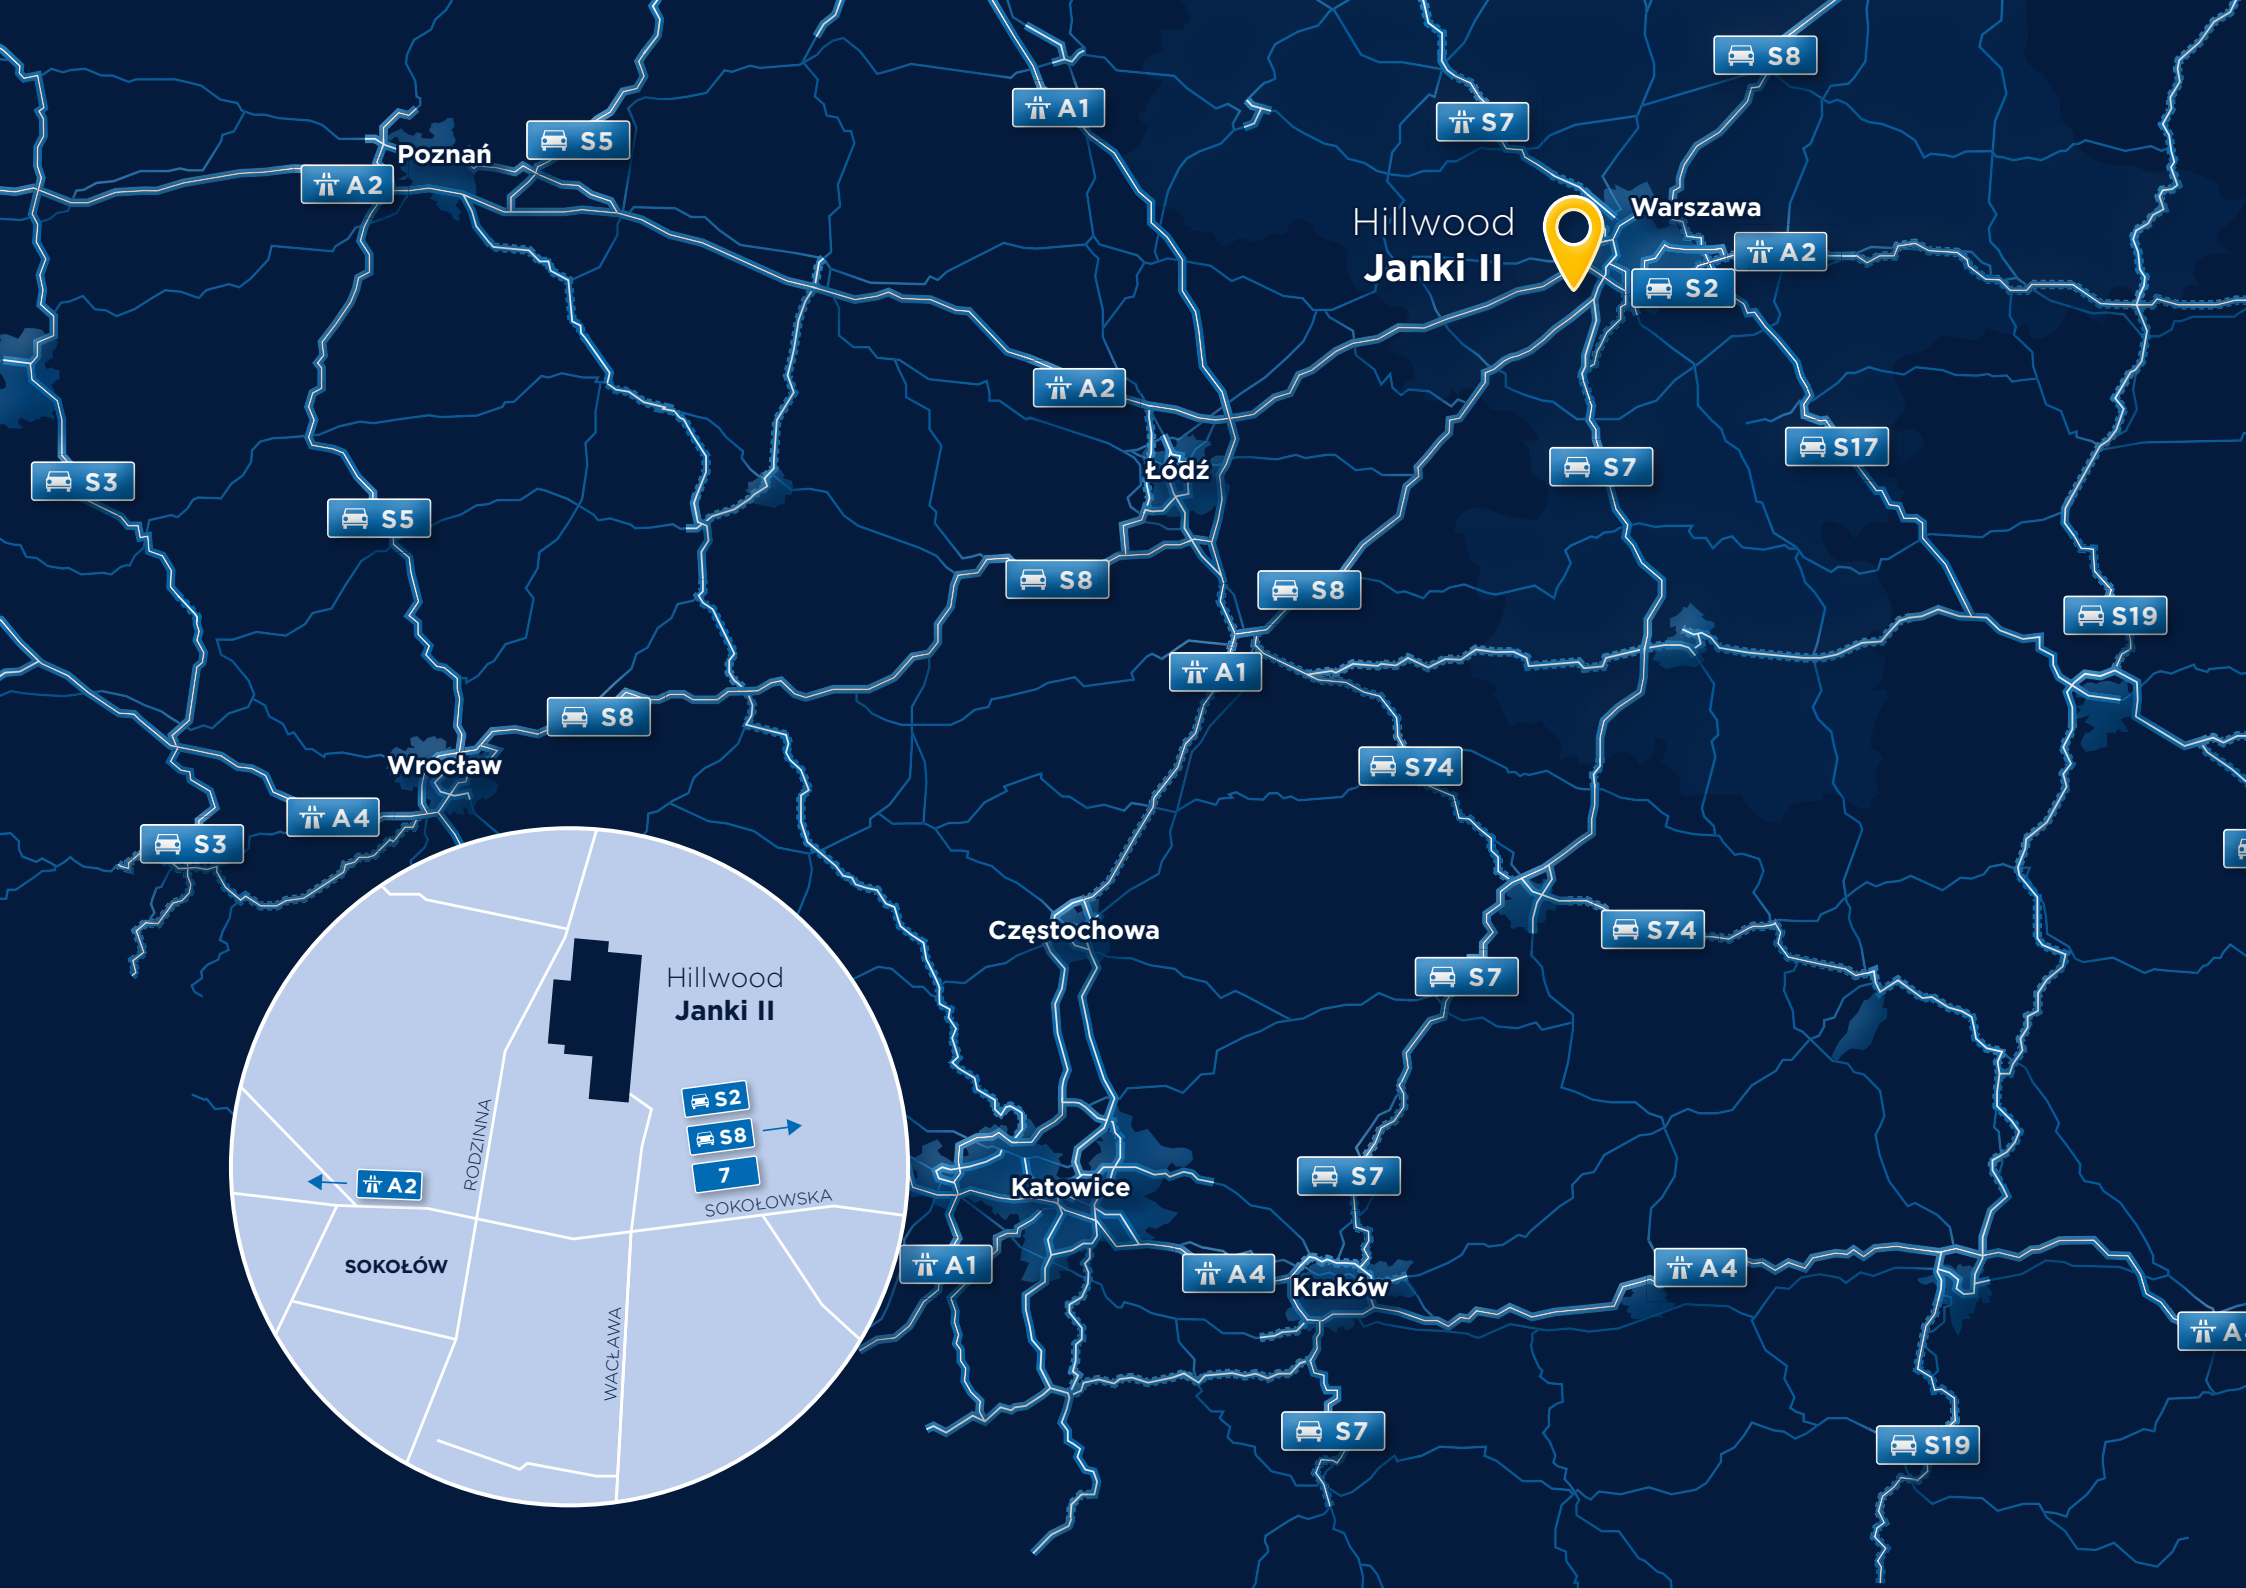 S8
A1
S7
S5
Poznań
A2
Hillwood
Janki II
Warszawa
A2
S2
A2
S17
S7
Łódź
S3
S5
S8
S8
S19
A1
S8
S74
Wrocław
A4
S3
Częstochowa
S74
S7
Hillwood
Janki II
S2
S8
7
RODZINNA
A2
SOKOŁOWSKA
SOKOŁÓW
WACŁAWA
Katowice
S7
A1
A4
Kraków
A4
A
S7
S19